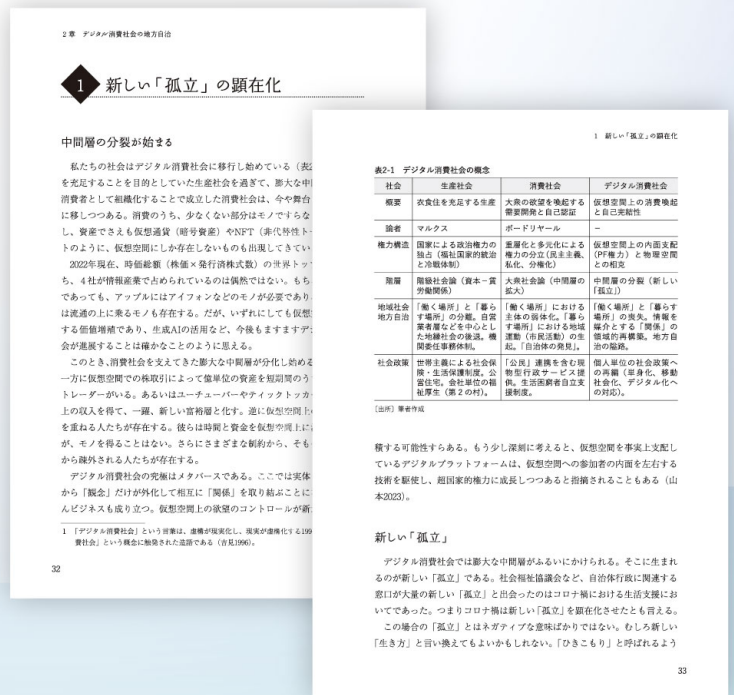 2章 デジタル消費社会の地方自治
1 新しい「孤立」の顕在化
中間層の分裂が始まる
私たちの社会はデジタル消費社会に移行し始めている（表2
を充足することを目的としていた生産社会を過ぎて、膨大な中
消費者として組織化することで成立した消費社会は、今や舞台
に移しつつある。消費のうち、少なくない部分はモノですらな
し、資産でさえも仮想通貨（暗号資産）やNFT（非代替性ト
トのように、仮想空間にしか存在しないものも出現してきてい
2022年現在、時価総額（株価×発行済株式数）の世界トッ
ち、4社が情報産業で占められているのは偶然ではない。もち
であっても、アップルにはアイフォンなどのモノが必要であり
は流通の上に乗るモノも存在する。だが、いずれにしても仮想
する価値増殖であり、生成AIの活用など、今後もますますデ
会が進展することは確かなことのように思える。
このとき、消費社会を支えてきた膨大な中間層が分化し始める
一方に仮想空間での株取引によって億単位の資産を短期間のう
トレーダーがいる。あるいはユーチューバーやティックトッカ
上の収入を得て、一躍、新しい富裕層と化す。逆に仮想空間上の
を重ねる人たちが存在する。彼らは時間と資金を仮想空間上に
が、モノを得ることはない。さらにさまざまな制約から、そも
から疎外される人たちが存在する。
デジタル消費社会の究極はメタバースである。ここでは実体
から「観念」だけが外化して相互に「関係」を取り結ぶことに
んビジネスも成り立つ。仮想空間上の欲望のコントロールが新
1 「デジタル消費社会」という言葉は、虚構が現実化し、現実が虚構化する199
費社会」という概念に触発された造語である（吉見1996）。
32
1 新しい「孤立」の顕在化
表2-1 デジタル消費社会の概念
社会 生産社会 消費社会 デジタル消費社会
概要 衣食住を充足する生産 大衆の欲望を喚起する 仮想空間上の消費喚起
需要開発と自己認証 と自己完結性
論者 マルクス ボードリヤール －
権力構造 国家による政治権力の 重層化と多元化による 仮想空間上の内面支配
独占（福祉国家的統治 権力の分立（民主主義、 （PF権力）と物理空間
と冷戦体制） 私化、分権化） との相克
階層 階級社会論（資本－賃 大衆社会論（中間層の 中間層の分裂（新しい
労働関係） 拡大） 「孤立」）
地域社会 「働く場所」と「暮ら 「働く場所」における 「働く場所」と「暮らす
地方自治 す場所」の分離。自営 主体の弱体化。「暮ら 場所」の喪失。情報を
業者層などを中心とし す場所」における地域 媒介とする「関係」の
た地縁社会の後退。機 運動（市民活動）の生 領域的再構築。地方自
関委任事務体制。 起。「自治体の発見」。 治の隘路。
社会政策 世帯主義による社会保 「公民」連携を含む現 個人単位の社会政策へ
険・生活保護制度。公 物型行政サービス提 の再編（単身化、移動
営住宅。会社単位の福 供。生活困窮者自立支 社会化、デジタル化へ
祉厚生（第2の村）。 援制度。 の対応）。
［出所］筆者作成
積する可能性すらある。もう少し深刻に考えると、仮想空間を事実上支配し
ているデジタルプラットフォームは、仮想空間への参加者の内面を左右する
技術を駆使し、超国家的権力に成長しつつあると指摘されることもある（山
本2023）。
新しい「孤立」
デジタル消費社会では膨大な中間層がふるいにかけられる。そこに生まれ
るのが新しい「孤立」である。社会福祉協議会など、自治体行政に関連する
窓口が大量の新しい「孤立」と出会ったのはコロナ禍における生活支援にお
いてであった。つまりコロナ禍は新しい「孤立」を顕在化させたとも言える。
この場合の「孤立」とはネガティブな意味ばかりではない。むしろ新しい
「生き方」と言い換えてもよいかもしれない。「ひきこもり」と呼ばれるよう
33